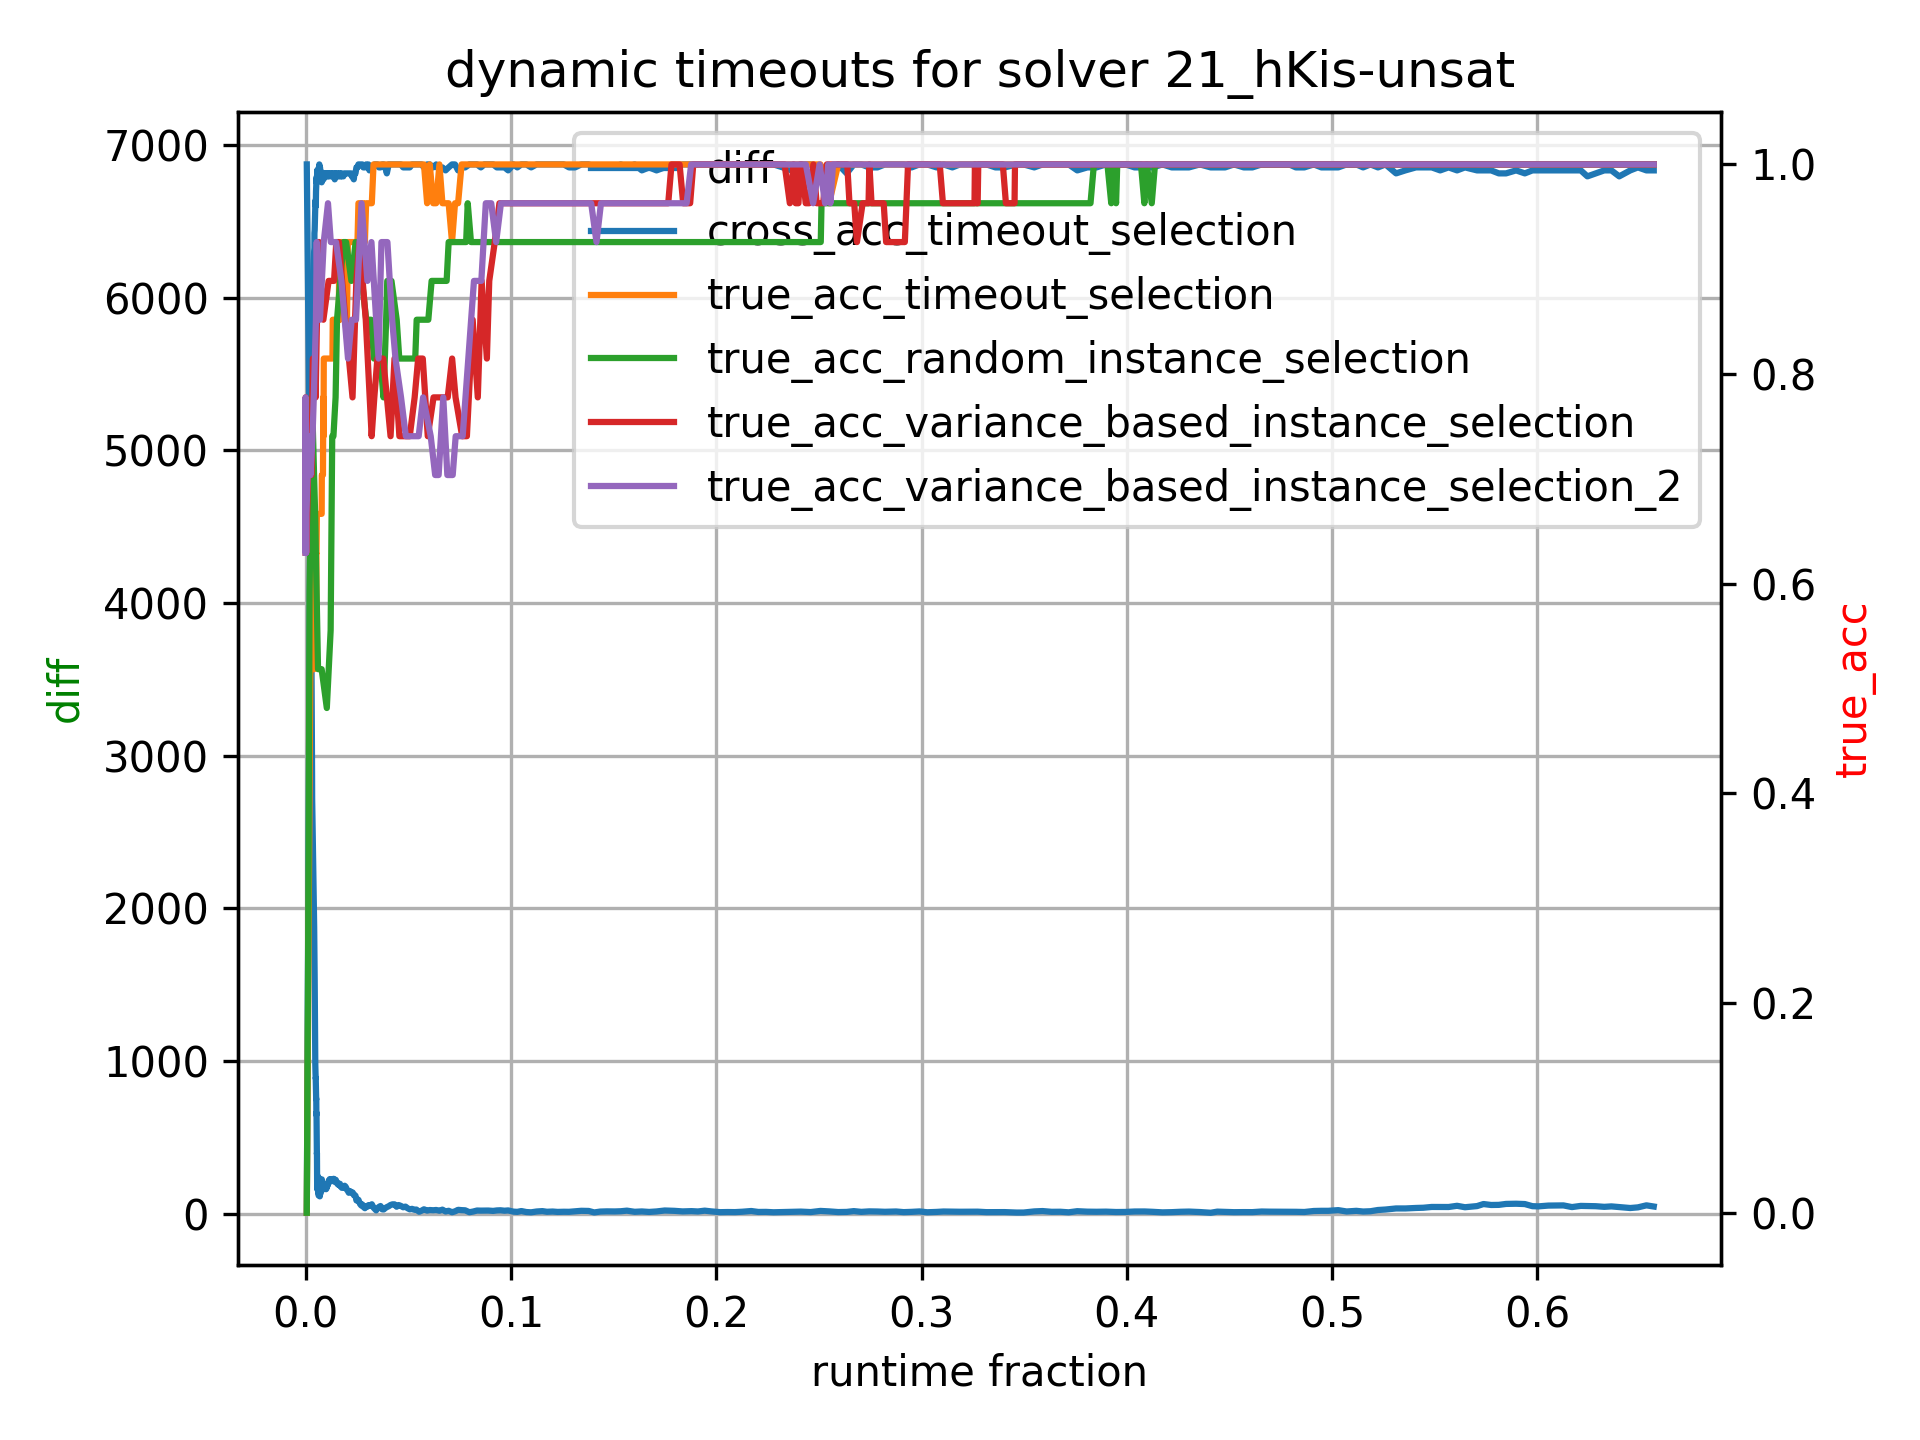 dynamic timeouts for solver 21_hKis-unsat
7000
6000
5000
4000
3000
2000
1000
0
diff
diff
cross_acc_timeout_selection
true_acc_timeout_selection
true_acc_random_instance_selection
true_acc_variance_based_instance_selection
true_acc_variance_based_instance_selection_2
1.0
0.8
0.6
0.4
0.2
0.0
true_acc
0.0 0.1 0.2 0.3 0.4 0.5 0.6
runtime fraction